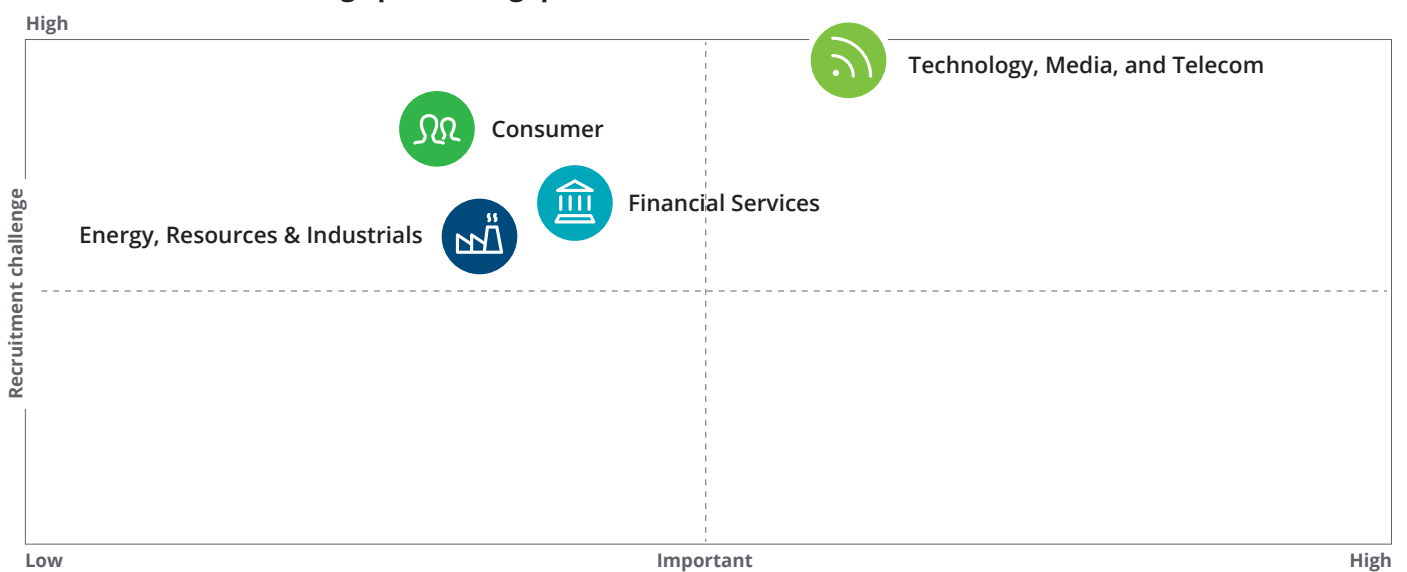 High
Technology, Media, and Telecom
Consumer
Financial Services
Energy, Resources & Industrials
Recruitment challenge
Low
Important
High